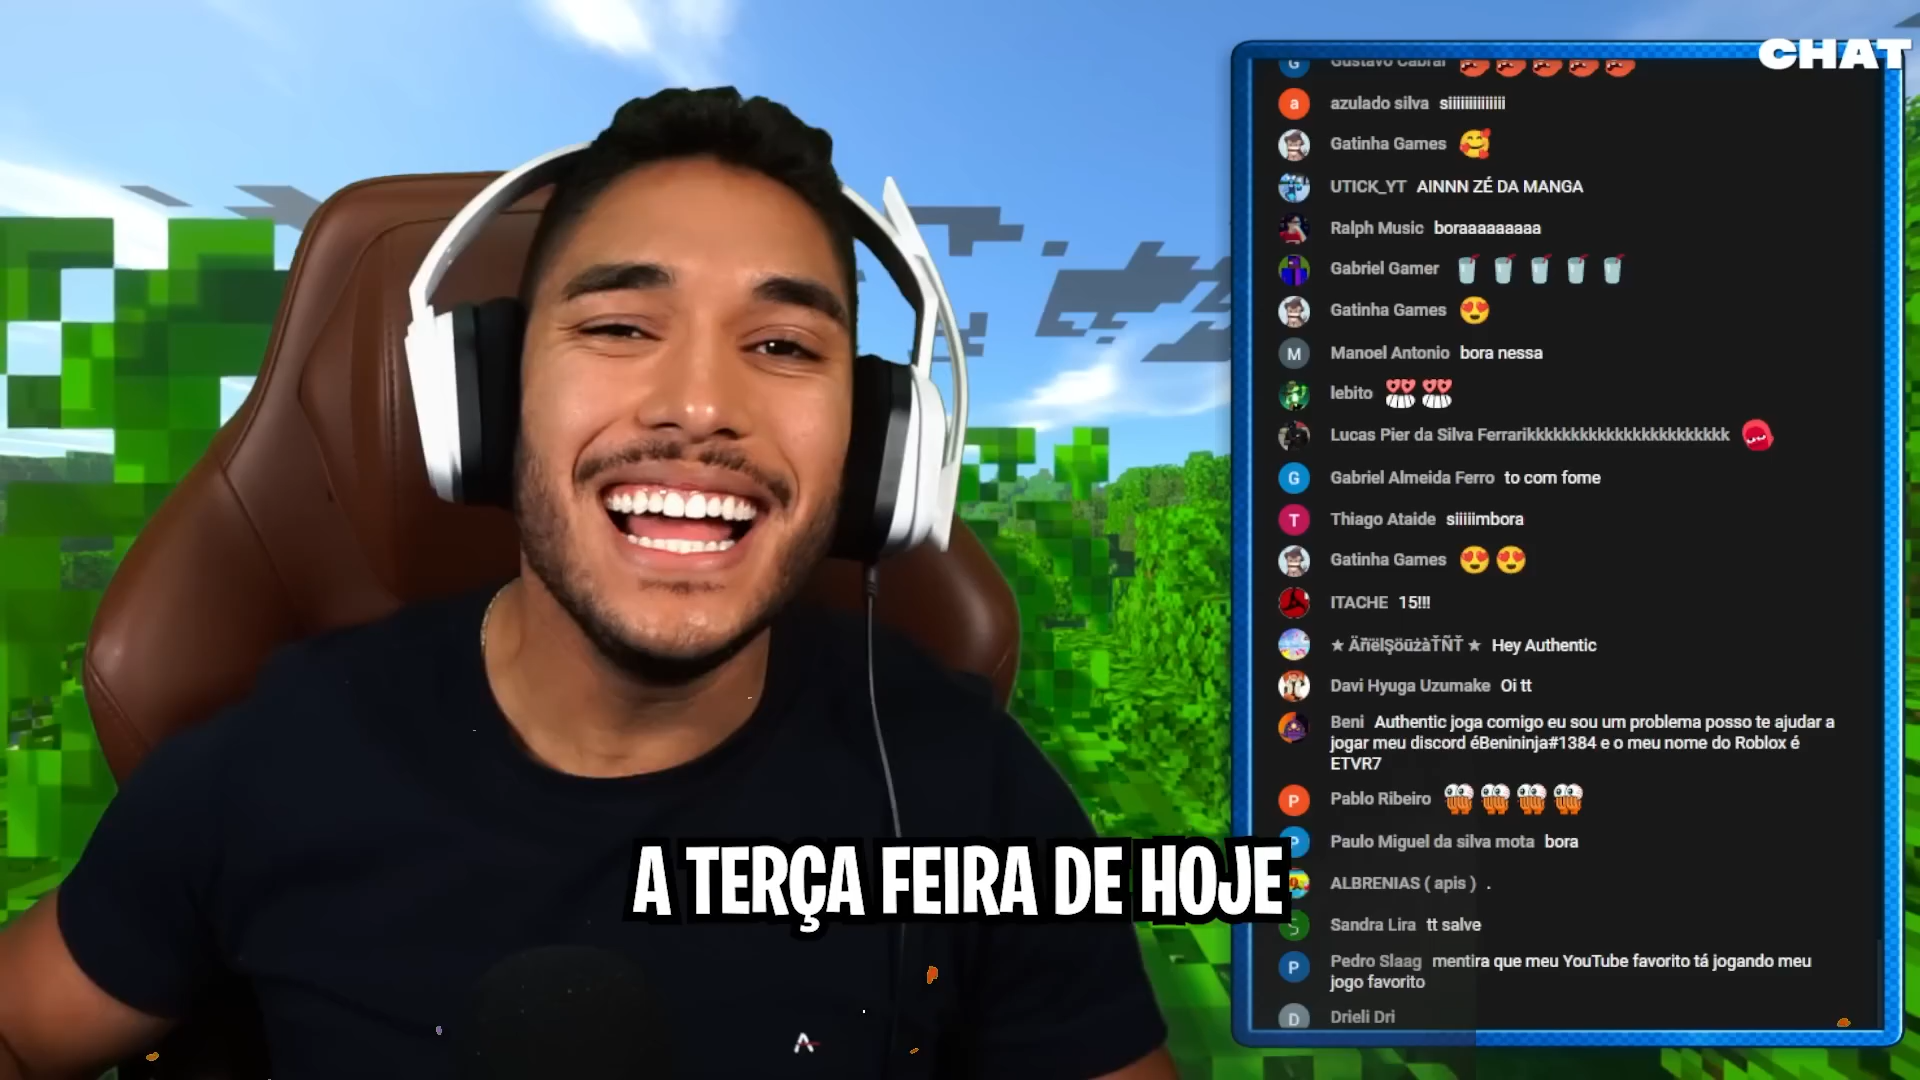 CHAT
Gustavo Cabral
azulado silva siiiiiiiiiiiiii
Gatinha Games
UTICK_YT AINNN ZÉ DA MANGA
Ralph Music boraaaaaaaaa
Gabriel Gamer
Gatinha Games
Manoel Antonio bora nessa
lebito
Lucas Pier da Silva Ferrarikkkkkkkkkkkkkkkkkkkkkkkk
Gabriel Almeida Ferro to com fome
Thiago Ataide siiiiimbora
Gatinha Games
ITACHE 15!!!
Hey Authentic
Davi Hyuga Uzumake Oi tt
Beni Authentic joga comigo eu sou um problema posso te ajudar a
jogar meu discord éBenininja#1384 e o meu nome do Roblox é
ETVR7
Pablo Ribeiro
Paulo Miguel da silva mota bora
A TERÇA FEIRA DE HOJE
ALBRENIAS ( apis ) .
Sandra Lira tt salve
Pedro Slaag mentira que meu YouTube favorito tá jogando meu
jogo favorito
Drieli Dri